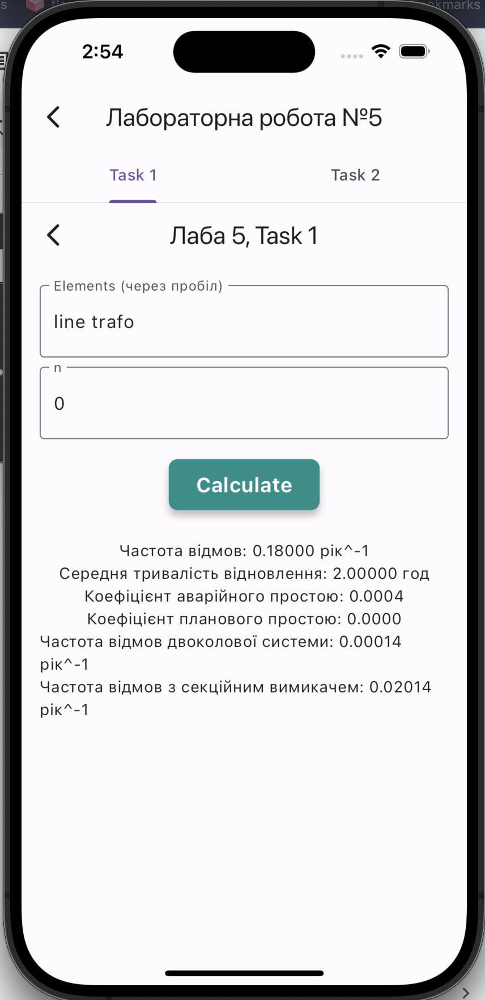 2:54
Лабораторна робота №5
Task 1 Task 2
Лаба 5, Task 1
Elements (через пробіл)
line trafo
n
0
Calculate
Частота відмов: 0.18000 рік^-1
Середня тривалість відновлення: 2.00000 год
Коефіцієнт аварійного простою: 0.0004
Коефіцієнт планового простою: 0.0000
Частота відмов двоколової системи: 0.00014
рік^-1
Частота відмов з секційним вимикачем: 0.02014
рік^-1